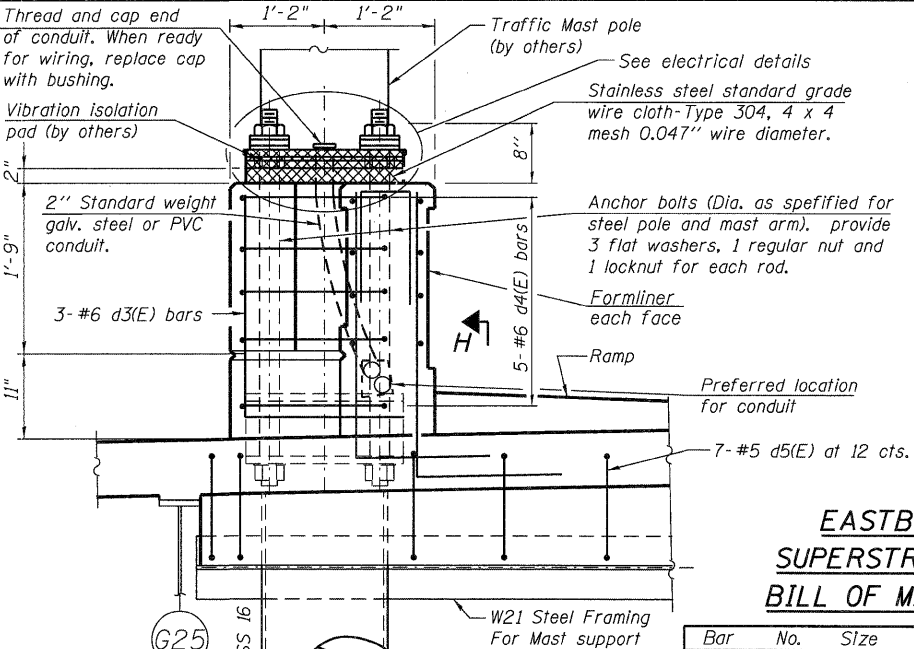 Thread and cap end
of conduit. When ready
for wiring, replace cap
with bushing.
1'-2"
1'-2"
Traffic Mast pole
(by others)
See electrical details
Vibration isolation
pad (by others)
Stainless steel standard grade
wire cloth-Type 304, 4 x 4
mesh 0.047'' wire diameter.
8''
2"
2'' Standard weight
galv. steel or PVC
conduit.
Anchor bolts (Dia. as spefified for
steel pole and mast arm). provide
3 flat washers, 1 regular nut and
1 locknut for each rod.
1'-9"
3-#6 d3(E) bars
5-#6 d4(E) bars
Formliner
each face
H
Ramp
11"
Preferred location
for conduit
7-#5 d5(E) at 12 cts.
EASTB
SUPERSTR
BILL OF M
G25
SS 16
W21 Steel Framing
For Mast support
Bar No. Size